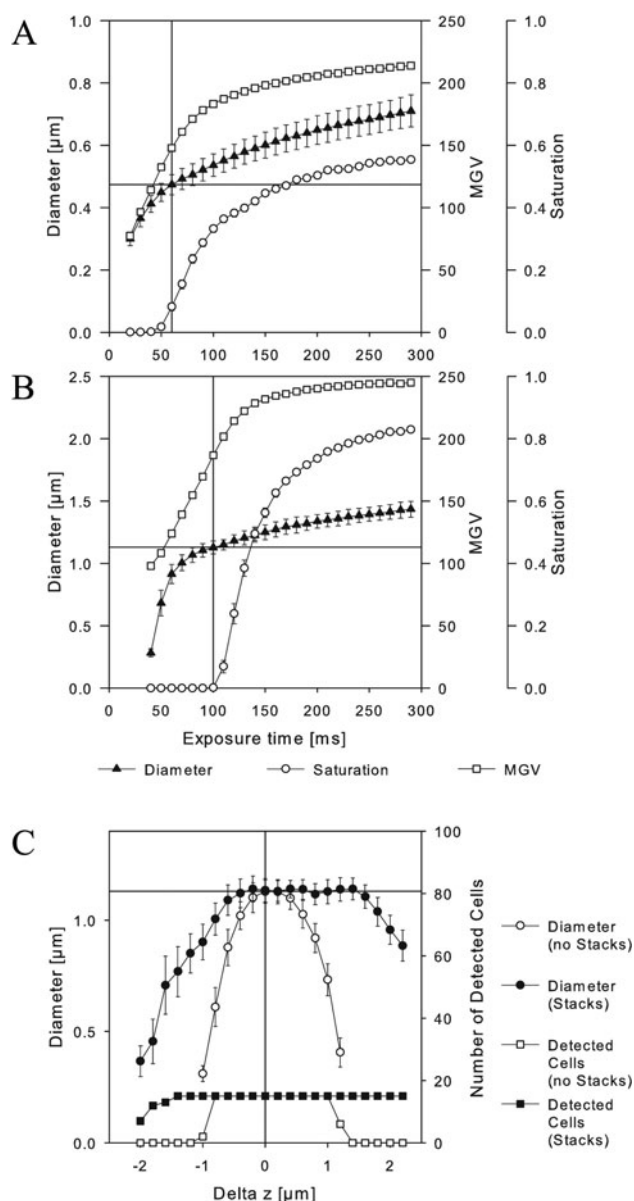 A
1.0
0.8
0.6
0.4
0.2
0.0
Diameter [µm]
250
200
150
100
50
0
MGV
1.0
0.8
0.6
0.4
0.2
0.0
Saturation
0 50 100 150 200 250 300
B
2.5
2.0
1.5
1.0
0.5
0.0
Diameter [µm]
250
200
150
100
50
0
MGV
1.0
0.8
0.6
0.4
0.2
0.0
Saturation
0 50 100 150 200 250 300
Exposure time [ms]
Diameter Saturation MGV
C
1.0
0.5
0.0
Diameter [µm]
100
80
60
40
20
0
Number of Detected Cells
-2 -1 0 1 2
Delta z [µm]
Diameter
(no Stacks)
Diameter
(Stacks)
Detected
Cells
(no Stacks)
Detected
Cells
(Stacks)